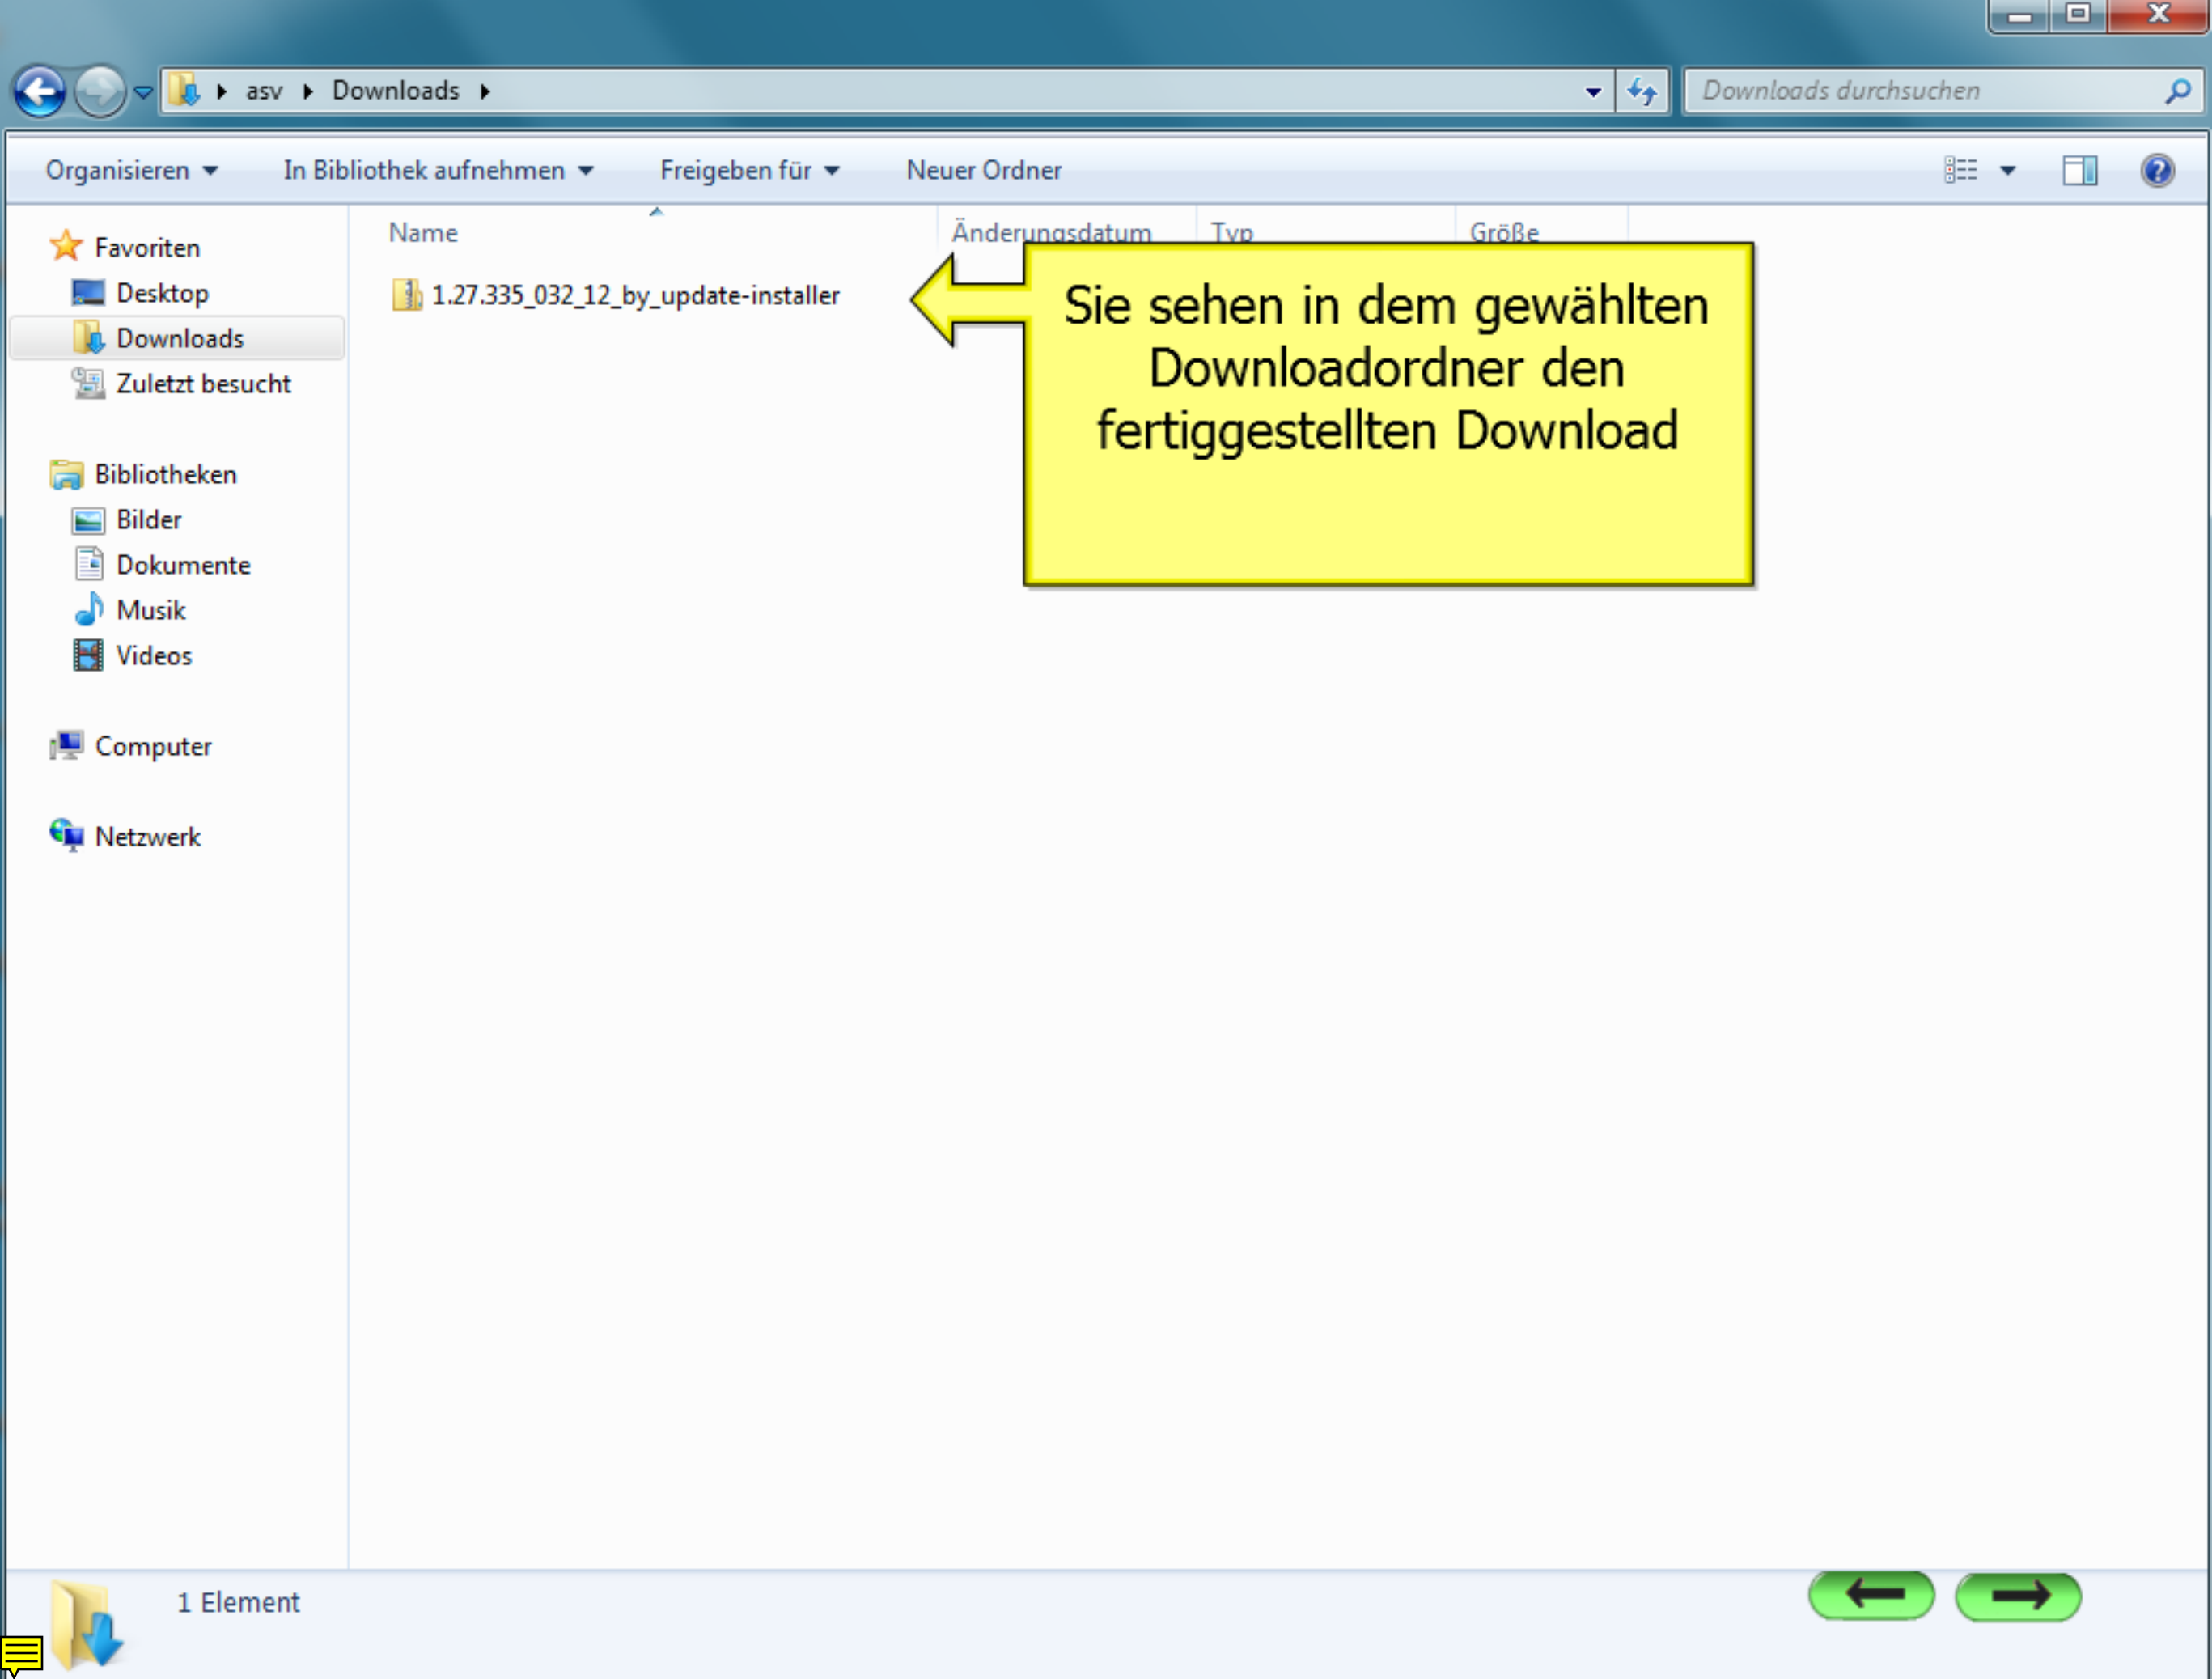 asv Downloads
Downloads durchsuchen
Organisieren In Bibliothek aufnehmen Freigeben für Neuer Ordner
Name Änderungsdatum Typ Größe
Favoriten
Desktop
Downloads
Zuletzt besucht
Bibliotheken
Bilder
Dokumente
Musik
Videos
Computer
Netzwerk
1.27.335_032_12_by_update-installer
Sie sehen in dem gewählten
Downloadordner den
fertiggestellten Download
1 Element